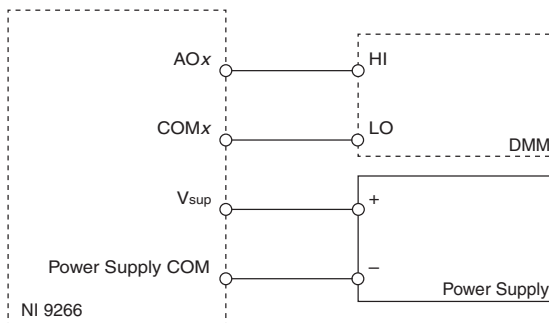 AOx HI
COMx LO
DMM
Vsup +
Power Supply COM –
Power Supply
NI 9266